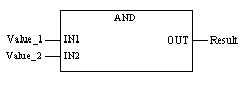 AND
Value_1 IN1 OUT Result
Value_2 IN2